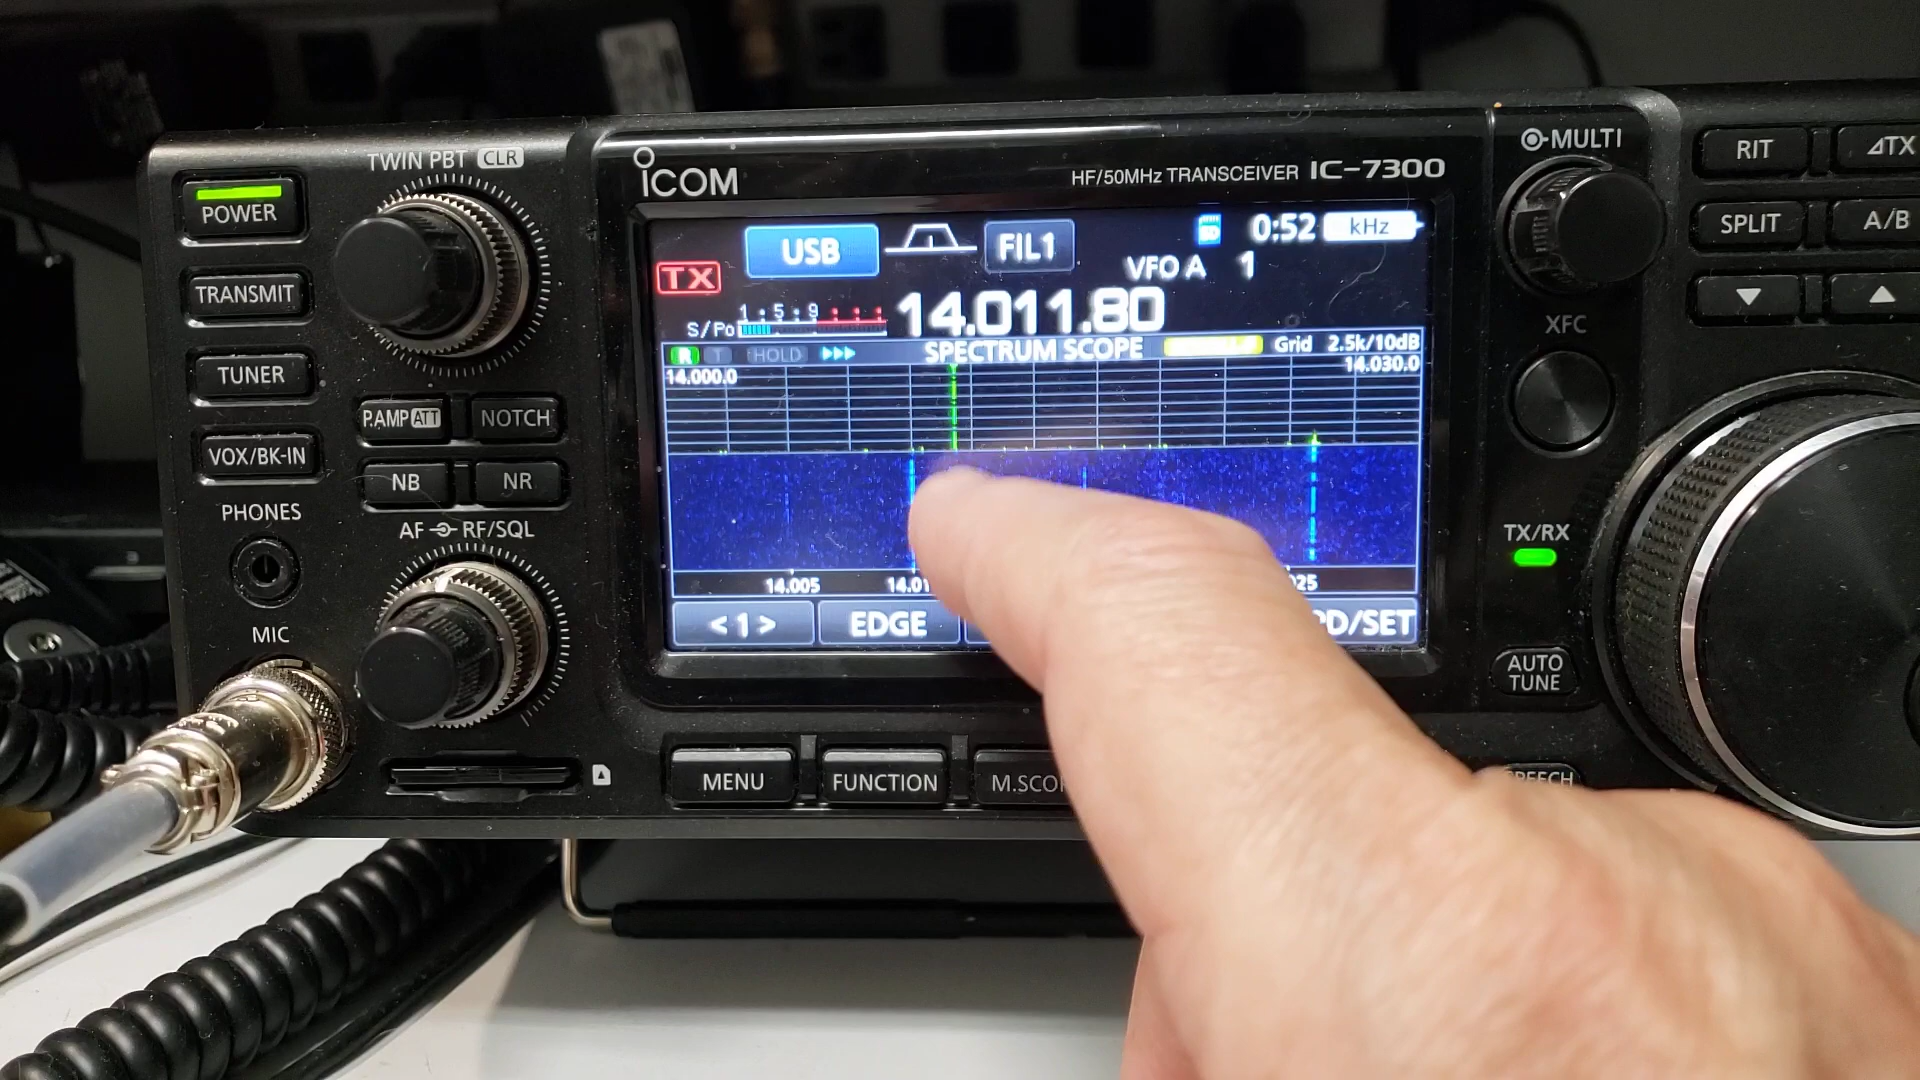 TWIN PBT CLR
POWER
TRANSMIT
TUNER
VOX/BK-IN
P.AMP ATT
NOTCH
NB
NR
PHONES
AF RF/SQL
MIC
ICOM
HF/50MHz TRANSCEIVER IC-7300
TX
USB
FIL1
SD
0:52
kHz
VFO A 1
1 5 9
S/Po
14.011.80
R T HOLD
SPECTRUM SCOPE
Grid 2.5k/10dB
14.000.0
14.030.0
14.005
14.01
25
<1>
EDGE
PD/SET
MENU
FUNCTION
M.SCOP
MULTI
RIT
⊿TX
SPLIT
A/B
▼
▲
XFC
TX/RX
AUTO
TUNE
SPEECH